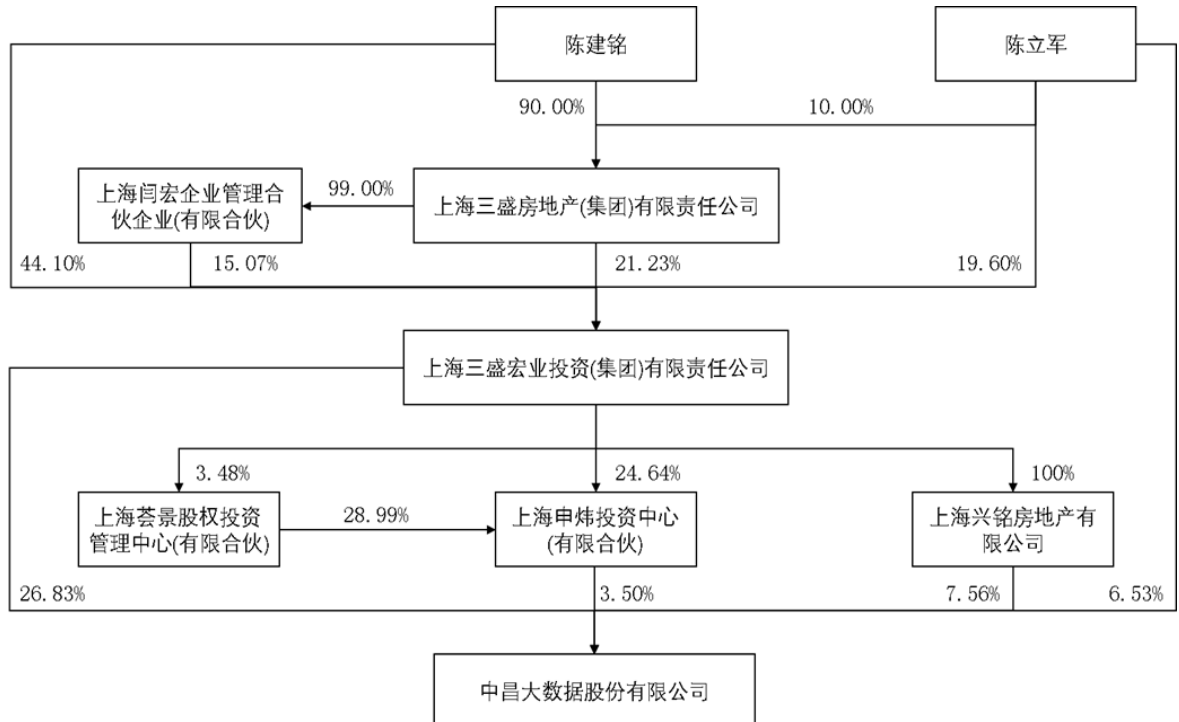 陈建铭
陈立军
90.00%
10.00%
上海闫宏企业管理合
伙企业(有限合伙)
99.00%
上海三盛房地产(集团)有限责任公司
44.10%
15.07%
21.23%
19.60%
上海三盛宏业投资(集团)有限责任公司
3.48%
24.64%
100%
上海荟景股权投资
管理中心(有限合伙)
28.99%
上海申炜投资中心
(有限合伙)
上海兴铭房地产有
限公司
26.83%
3.50%
7.56%
6.53%
中昌大数据股份有限公司